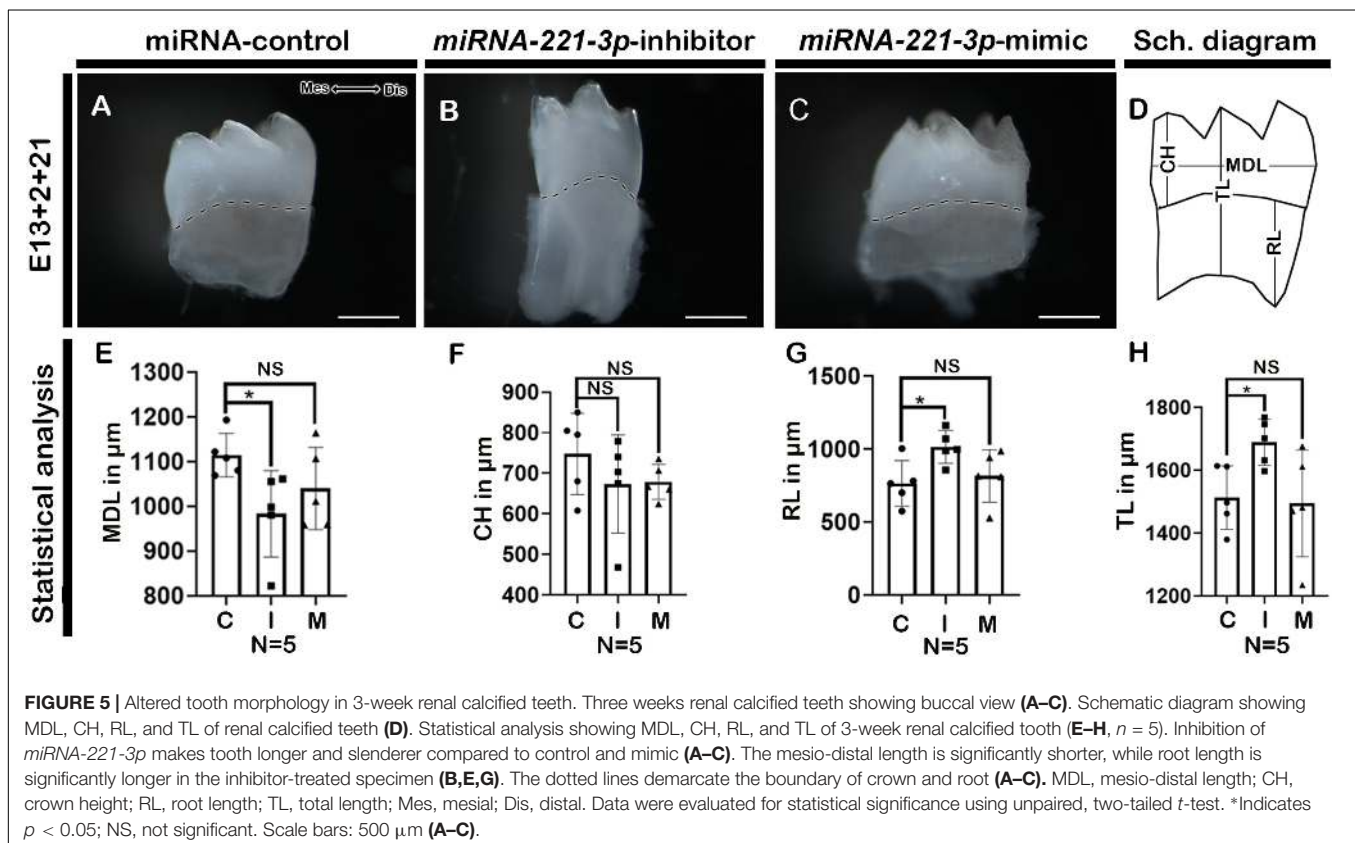 miRNA-control miRNA-221-3p-inhibitor miRNA-221-3p-mimic Sch. diagram
E13+2+21
A Mes Dis B C D
CH MDL TL RL
Statistical analysis
E
MDL in µm
1300
1200
1100
1000
900
800
NS
*
C I M
N=5
F
CH in µm
900
800
700
600
500
400
NS
NS
C I M
N=5
G
RL in µm
1500
1000
500
0
NS
*
C I M
N=5
H
TL in µm
1800
1600
1400
1200
NS
*
C I M
N=5
FIGURE 5 | Altered tooth morphology in 3-week renal calcified teeth. Three weeks renal calcified teeth showing buccal view (A–C). Schematic diagram showing
MDL, CH, RL, and TL of renal calcified teeth (D). Statistical analysis showing MDL, CH, RL, and TL of 3-week renal calcified tooth (E–H, n = 5). Inhibition of
miRNA-221-3p makes tooth longer and slenderer compared to control and mimic (A–C). The mesio-distal length is significantly shorter, while root length is
significantly longer in the inhibitor-treated specimen (B,E,G). The dotted lines demarcate the boundary of crown and root (A–C). MDL, mesio-distal length; CH,
crown height; RL, root length; TL, total length; Mes, mesial; Dis, distal. Data were evaluated for statistical significance using unpaired, two-tailed t-test. *Indicates
p < 0.05; NS, not significant. Scale bars: 500 µm (A–C).